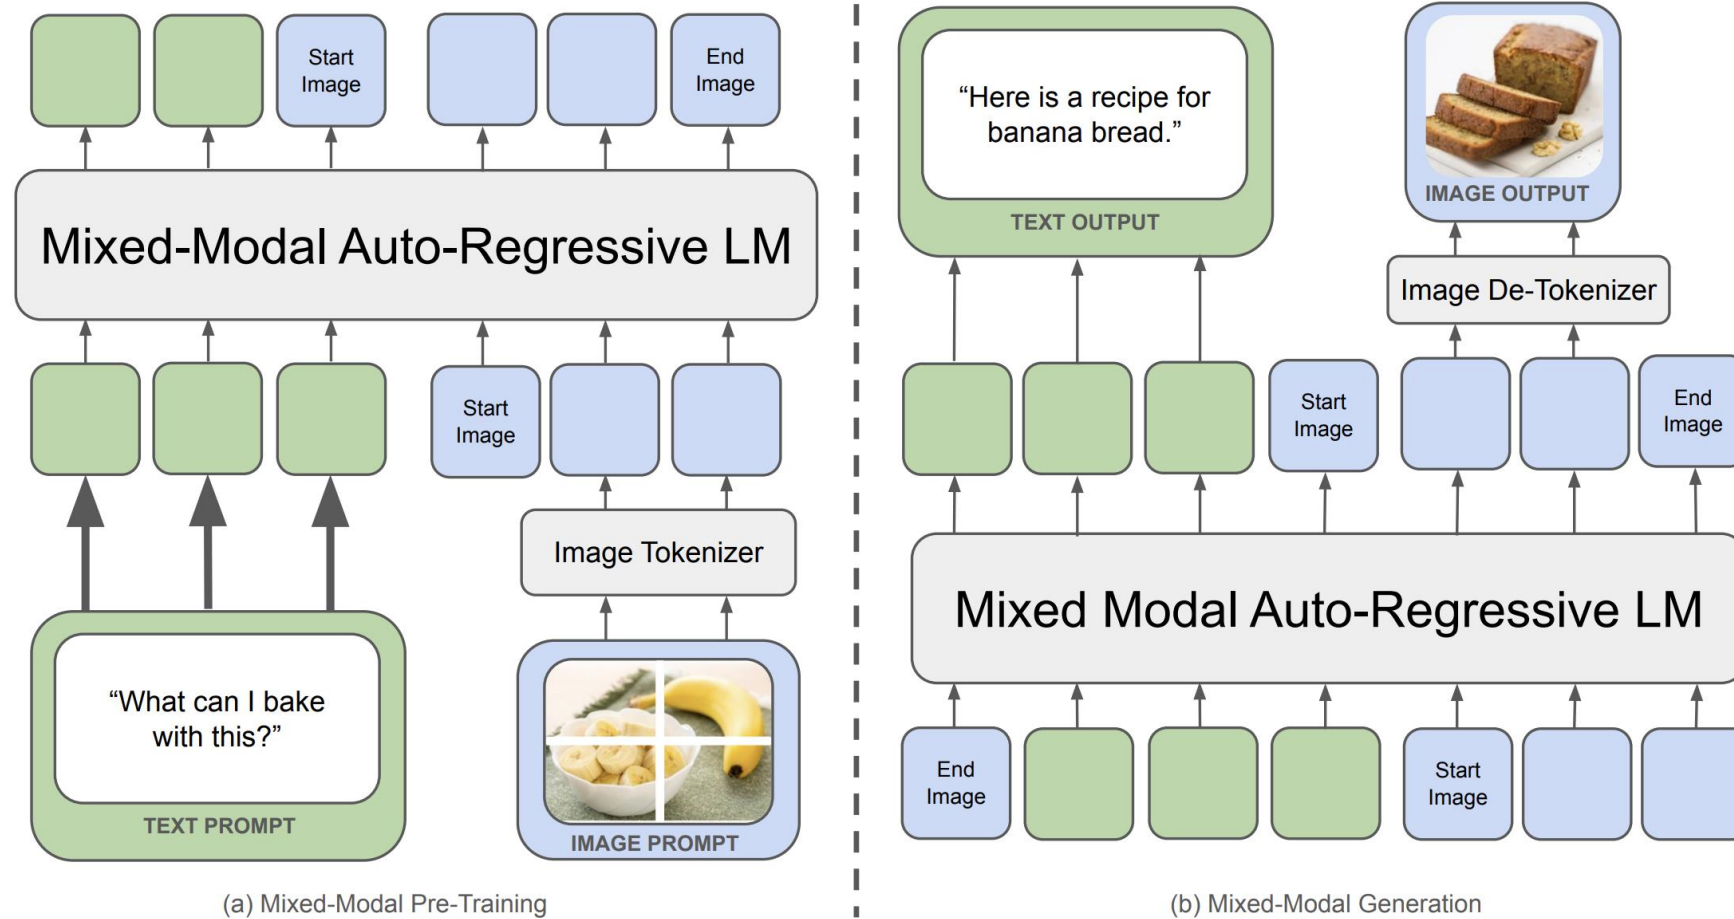 Start
Image
End
Image
Mixed-Modal Auto-Regressive LM
Start
Image
Image Tokenizer
“What can I bake
with this?”
TEXT PROMPT
IMAGE PROMPT
(a) Mixed-Modal Pre-Training
“Here is a recipe for
banana bread.”
TEXT OUTPUT
IMAGE OUTPUT
Image De-Tokenizer
Start
Image
End
Image
Mixed Modal Auto-Regressive LM
End
Image
Start
Image
(b) Mixed-Modal Generation